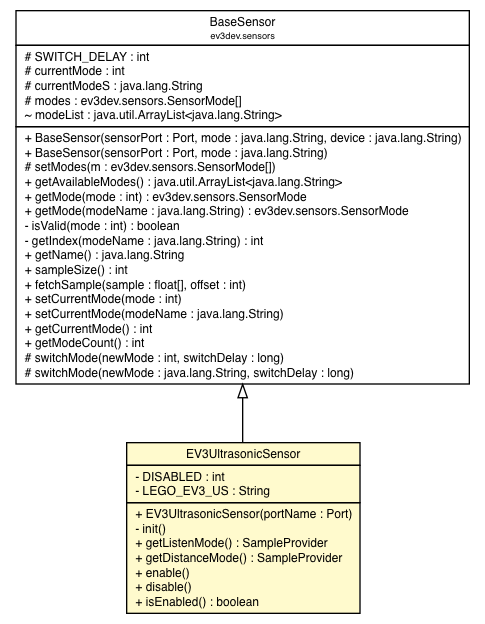 BaseSensor
ev3dev.sensors
# SWITCH_DELAY : int
# currentMode : int
# currentModeS : java.lang.String
# modes : ev3dev.sensors.SensorMode[]
~ modeList : java.util.ArrayList<java.lang.String>
+ BaseSensor(sensorPort : Port, mode : java.lang.String, device : java.lang.String)
+ BaseSensor(sensorPort : Port, mode : java.lang.String)
# setModes(m : ev3dev.sensors.SensorMode[])
+ getAvailableModes() : java.util.ArrayList<java.lang.String>
+ getMode(mode : int) : ev3dev.sensors.SensorMode
+ getMode(modeName : java.lang.String) : ev3dev.sensors.SensorMode
- isValid(mode : int) : boolean
- getIndex(modeName : java.lang.String) : int
+ getName() : java.lang.String
+ sampleSize() : int
+ fetchSample(sample : float[], offset : int)
+ setCurrentMode(mode : int)
+ setCurrentMode(modeName : java.lang.String)
+ getCurrentMode() : int
+ getModeCount() : int
# switchMode(newMode : int, switchDelay : long)
# switchMode(newMode : java.lang.String, switchDelay : long)
EV3UltrasonicSensor
- DISABLED : int
- LEGO_EV3_US : String
+ EV3UltrasonicSensor(portName : Port)
- init()
+ getListenMode() : SampleProvider
+ getDistanceMode() : SampleProvider
+ enable()
+ disable()
+ isEnabled() : boolean